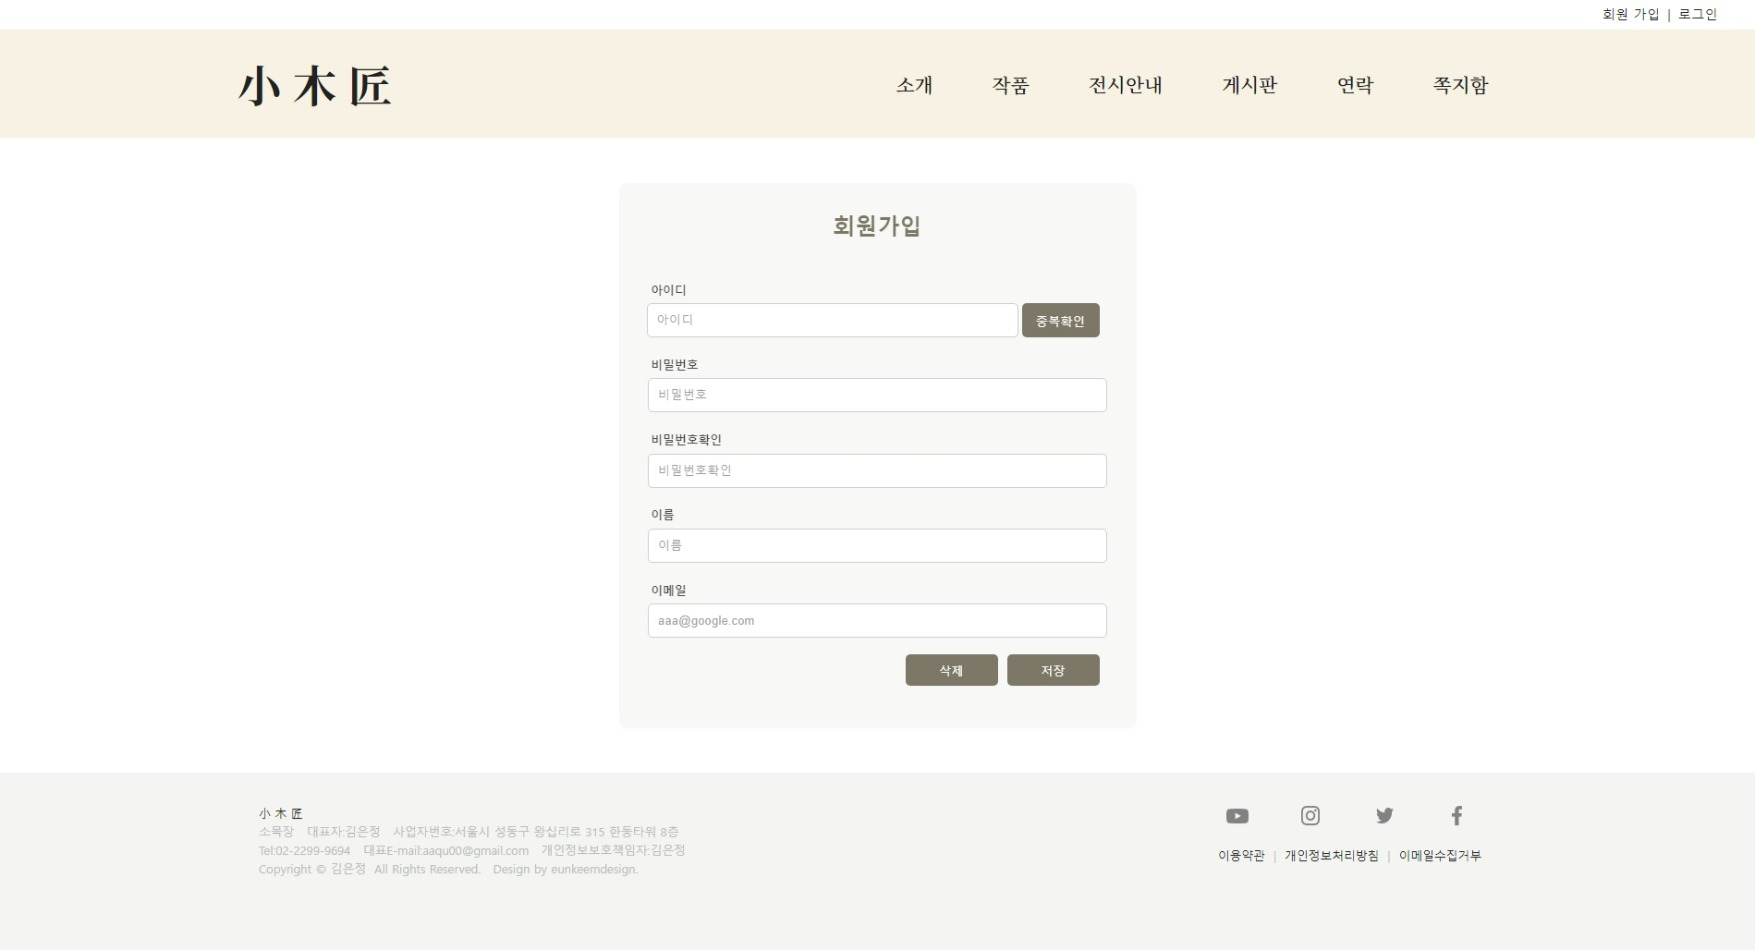 회원 가입 | 로그인
小木匠
소개 작품 전시안내 게시판 연락 쪽지함
회원가입
아이디
아이디 중복확인
비밀번호
비밀번호
비밀번호확인
비밀번호확인
이름
이름
이메일
aaa@google.com
삭제 저장
小木匠
소목장 대표자:김은정 사업자번호:서울시 성동구 왕십리로 315 한동타워 8층
Tel:02-2299-9694 대표E-mail:aaqu00@gmail.com 개인정보보호책임자:김은정
Copyright © 김은정 All Rights Reserved. Design by eunkeemdesign.
이용약관 | 개인정보처리방침 | 이메일수집거부